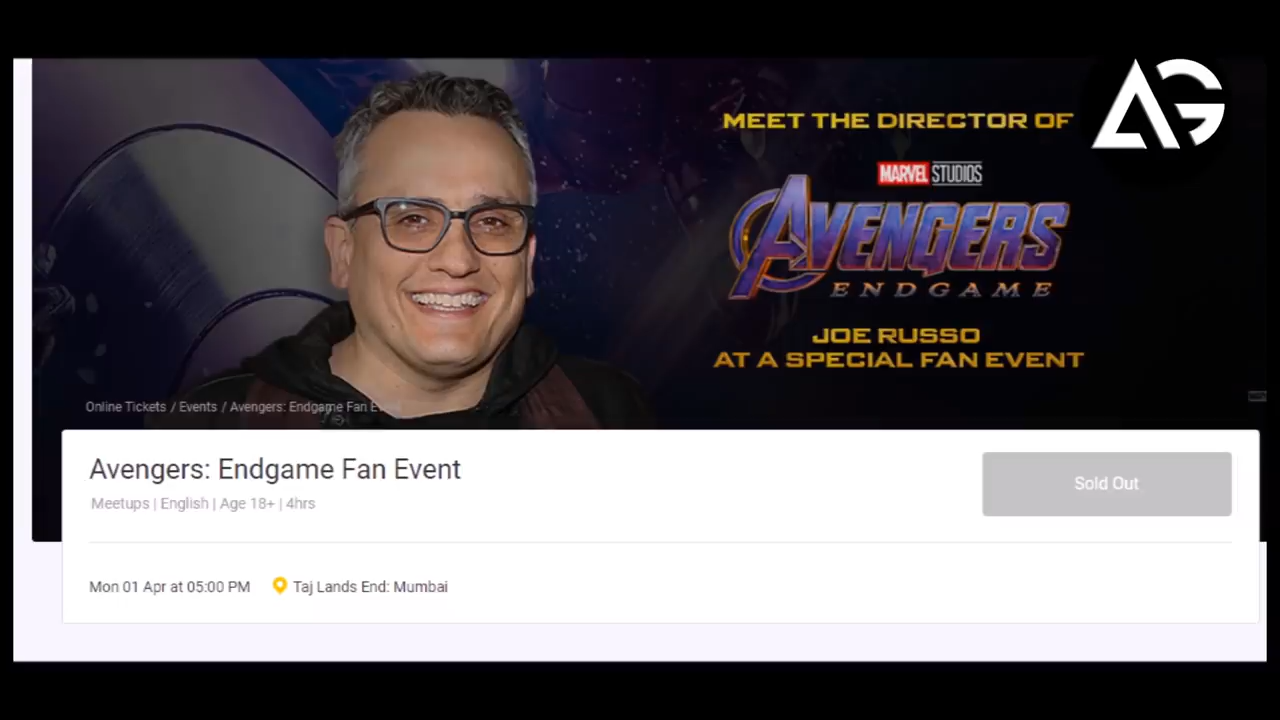 MEET THE DIRECTOR OF
AG
MARVEL STUDIOS
AVENGERS
ENDGAME
JOE RUSSO
AT A SPECIAL FAN EVENT
Online Tickets / Events / Avengers: Endgame Fan E
Avengers: Endgame Fan Event
Sold Out
Meetups | English | Age 18+ | 4hrs
Mon 01 Apr at 05:00 PM Taj Lands End: Mumbai